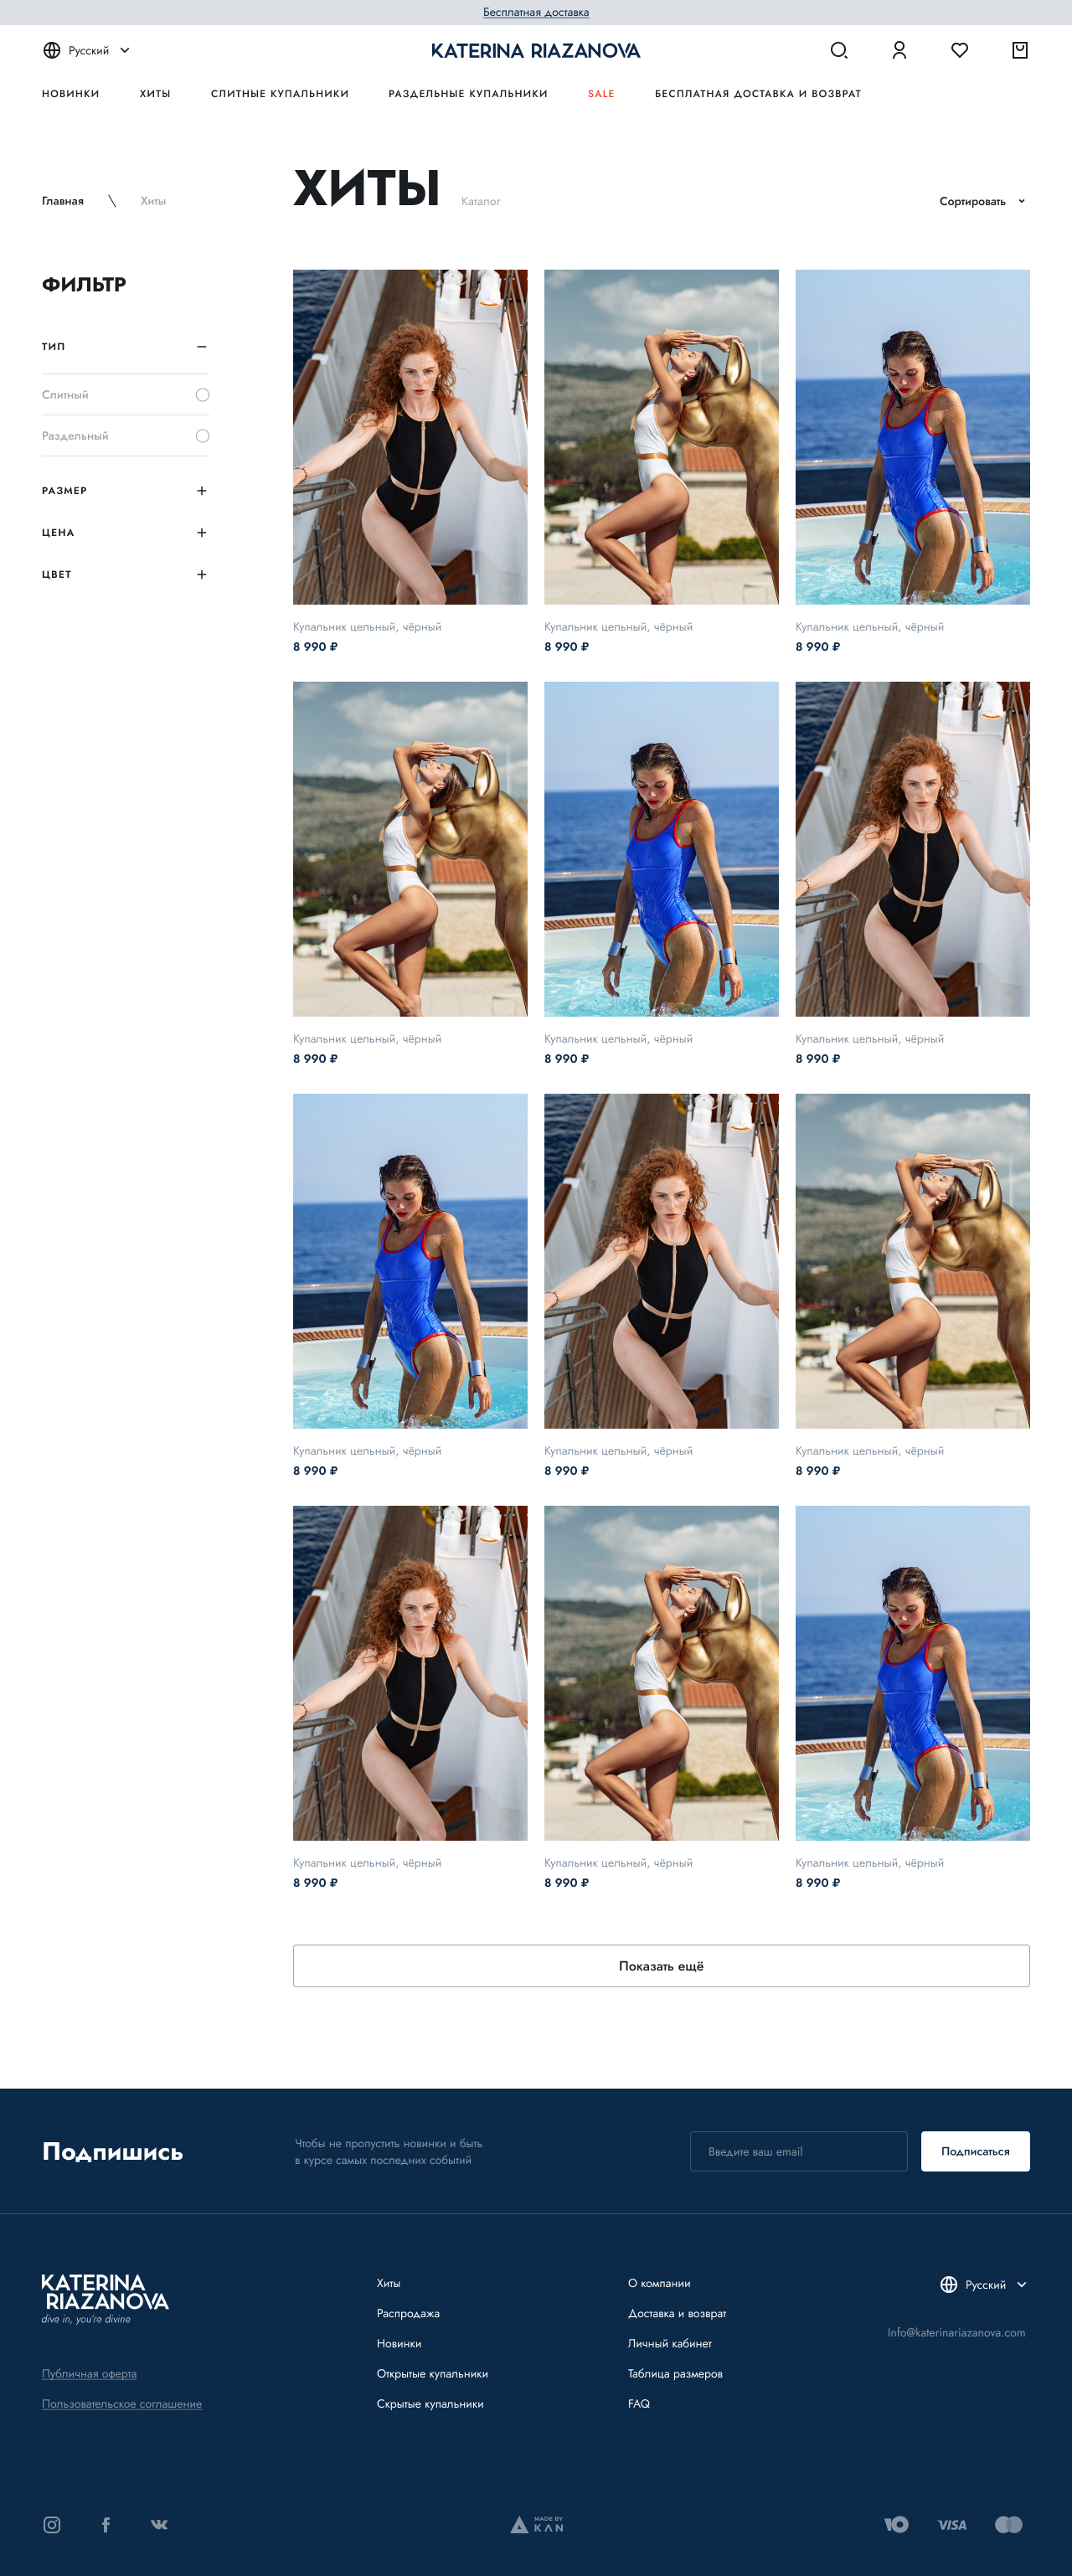 Бесплатная доставка
Русский
KATERINA RIAZANOVA
НОВИНКИ
ХИТЫ
СЛИТНЫЕ КУПАЛЬНИКИ
РАЗДЕЛЬНЫЕ КУПАЛЬНИКИ
SALE
БЕСПЛАТНАЯ ДОСТАВКА И ВОЗВРАТ
Главная \ Хиты
ХИТЫ
Каталог
Сортировать
ФИЛЬТР
ТИП
Слитный
Раздельный
РАЗМЕР
ЦЕНА
ЦВЕТ
Купальник цельный, чёрный
8 990 ₽
Купальник цельный, чёрный
8 990 ₽
Купальник цельный, чёрный
8 990 ₽
Купальник цельный, чёрный
8 990 ₽
Купальник цельный, чёрный
8 990 ₽
Купальник цельный, чёрный
8 990 ₽
Купальник цельный, чёрный
8 990 ₽
Купальник цельный, чёрный
8 990 ₽
Купальник цельный, чёрный
8 990 ₽
Купальник цельный, чёрный
8 990 ₽
Купальник цельный, чёрный
8 990 ₽
Купальник цельный, чёрный
8 990 ₽
Показать ещё
Подпишись
Чтобы не пропустить новинки и быть
в курсе самых последних событий
Введите ваш email
Подписаться
KATERINA
RIAZANOVA
dive in, you're divine
Публичная оферта
Пользовательское соглашение
Хиты
Распродажа
Новинки
Открытые купальники
Скрытые купальники
О компании
Доставка и возврат
Личный кабинет
Таблица размеров
FAQ
Русский
Info@katerinariazanova.com
MADE BY
KAN
VISA